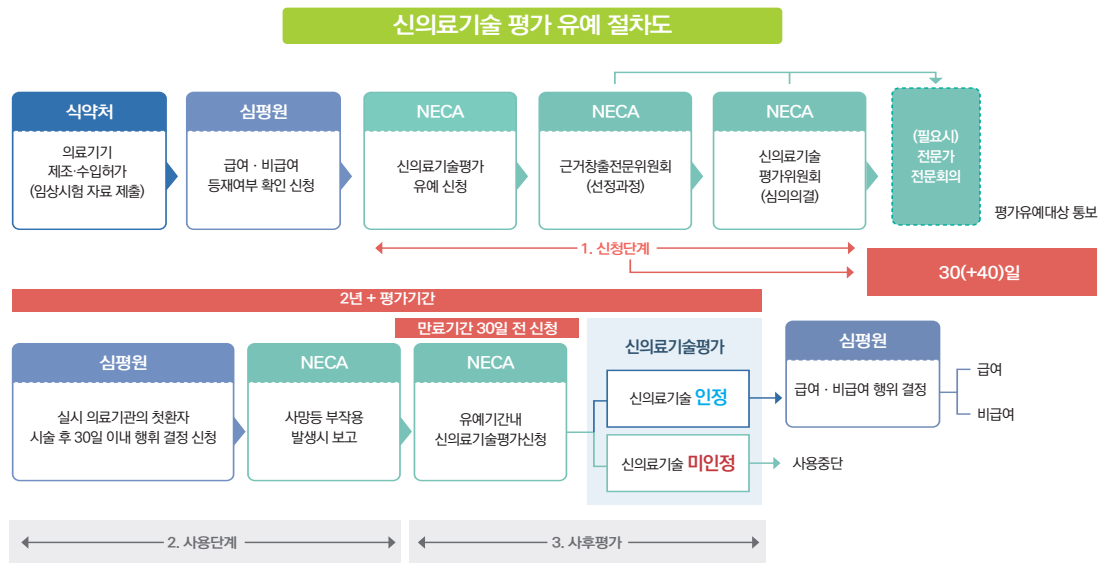 신의료기술 평가 유예 절차도
식약처
의료기기
제조·수입허가
(임상시험 자료 제출)
심평원
급여 · 비급여
등재여부 확인 신청
NECA
신의료기술평가
유예 신청
NECA
근거창출전문위원회
(선정과정)
NECA
신의료기술
평가위원회
(심의의결)
(필요시)
전문가
전문회의
평가유예대상 통보
1. 신청단계
30(+40)일
2년 + 평가기간
만료기간 30일 전 신청
심평원
실시 의료기관의 첫환자
시술 후 30일 이내 행휘 결정 신청
NECA
사망등 부작용
발생시 보고
NECA
유예기간내
신의료기술평가신청
신의료기술평가
신의료기술 인정
신의료기술 미인정
심평원
급여 · 비급여 행위 결정
급여
비급여
사용중단
2. 사용단계
3. 사후평가